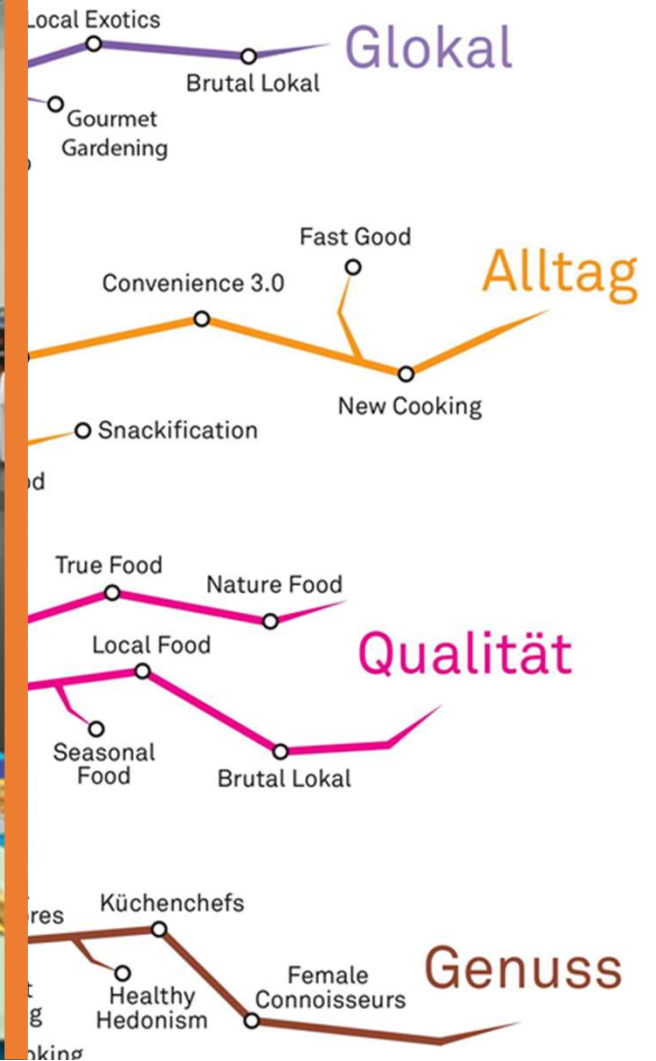 Local Exotics
Glokal
Brutal Lokal
Gourmet
Gardening
Fast Good
Alltag
Convenience 3.0
New Cooking
Snackification
True Food
Nature Food
Local Food
Qualität
Seasonal
Food
Brutal Lokal
Küchenchefs
Genuss
Female
Connoisseurs
Healthy
Hedonism